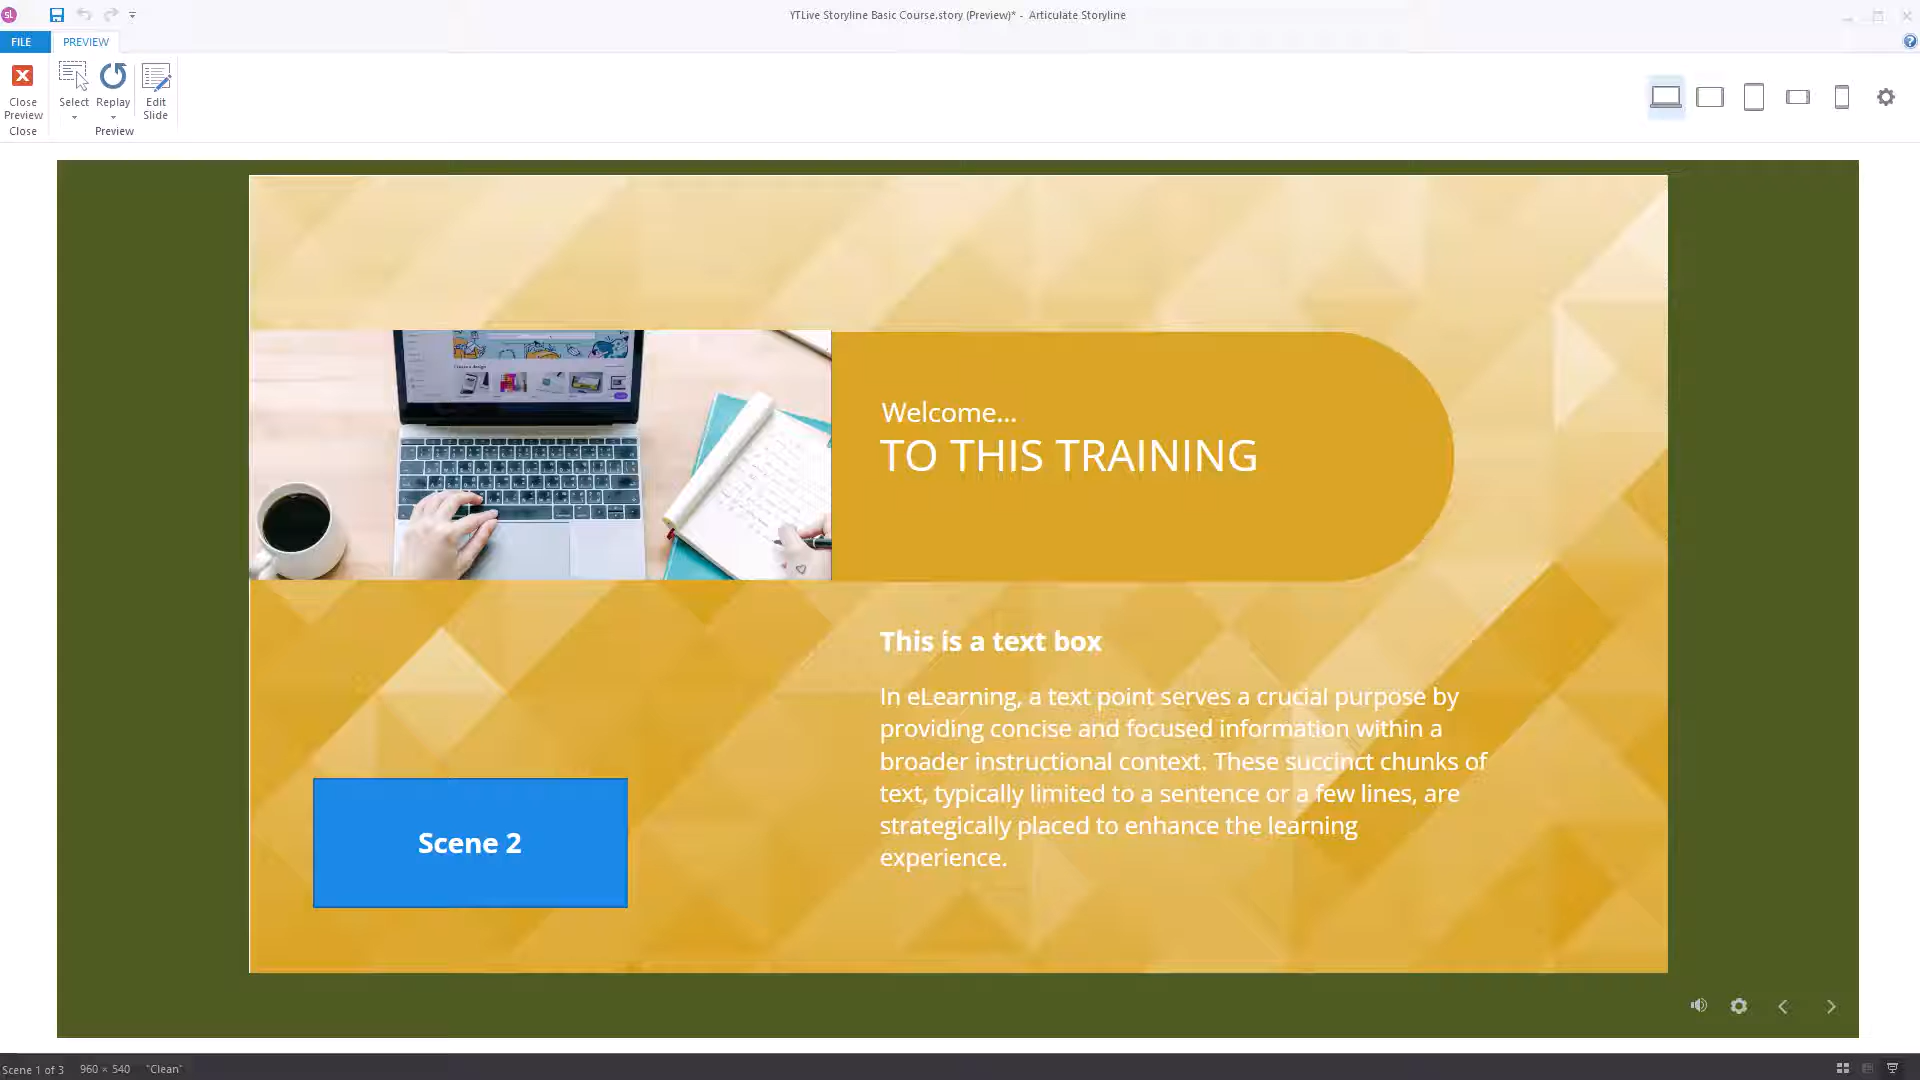 YTLive Storyline Basic Course.story (Preview)* - Articulate Storyline
FILE
PREVIEW
Close Preview
Select
Replay
Edit Slide
Close
Preview
Welcome...
TO THIS TRAINING
This is a text box
In eLearning, a text point serves a crucial purpose by
providing concise and focused information within a
broader instructional context. These succinct chunks of
text, typically limited to a sentence or a few lines, are
strategically placed to enhance the learning
experience.
Scene 2
Scene 1 of 3
960 × 540
"Clean"